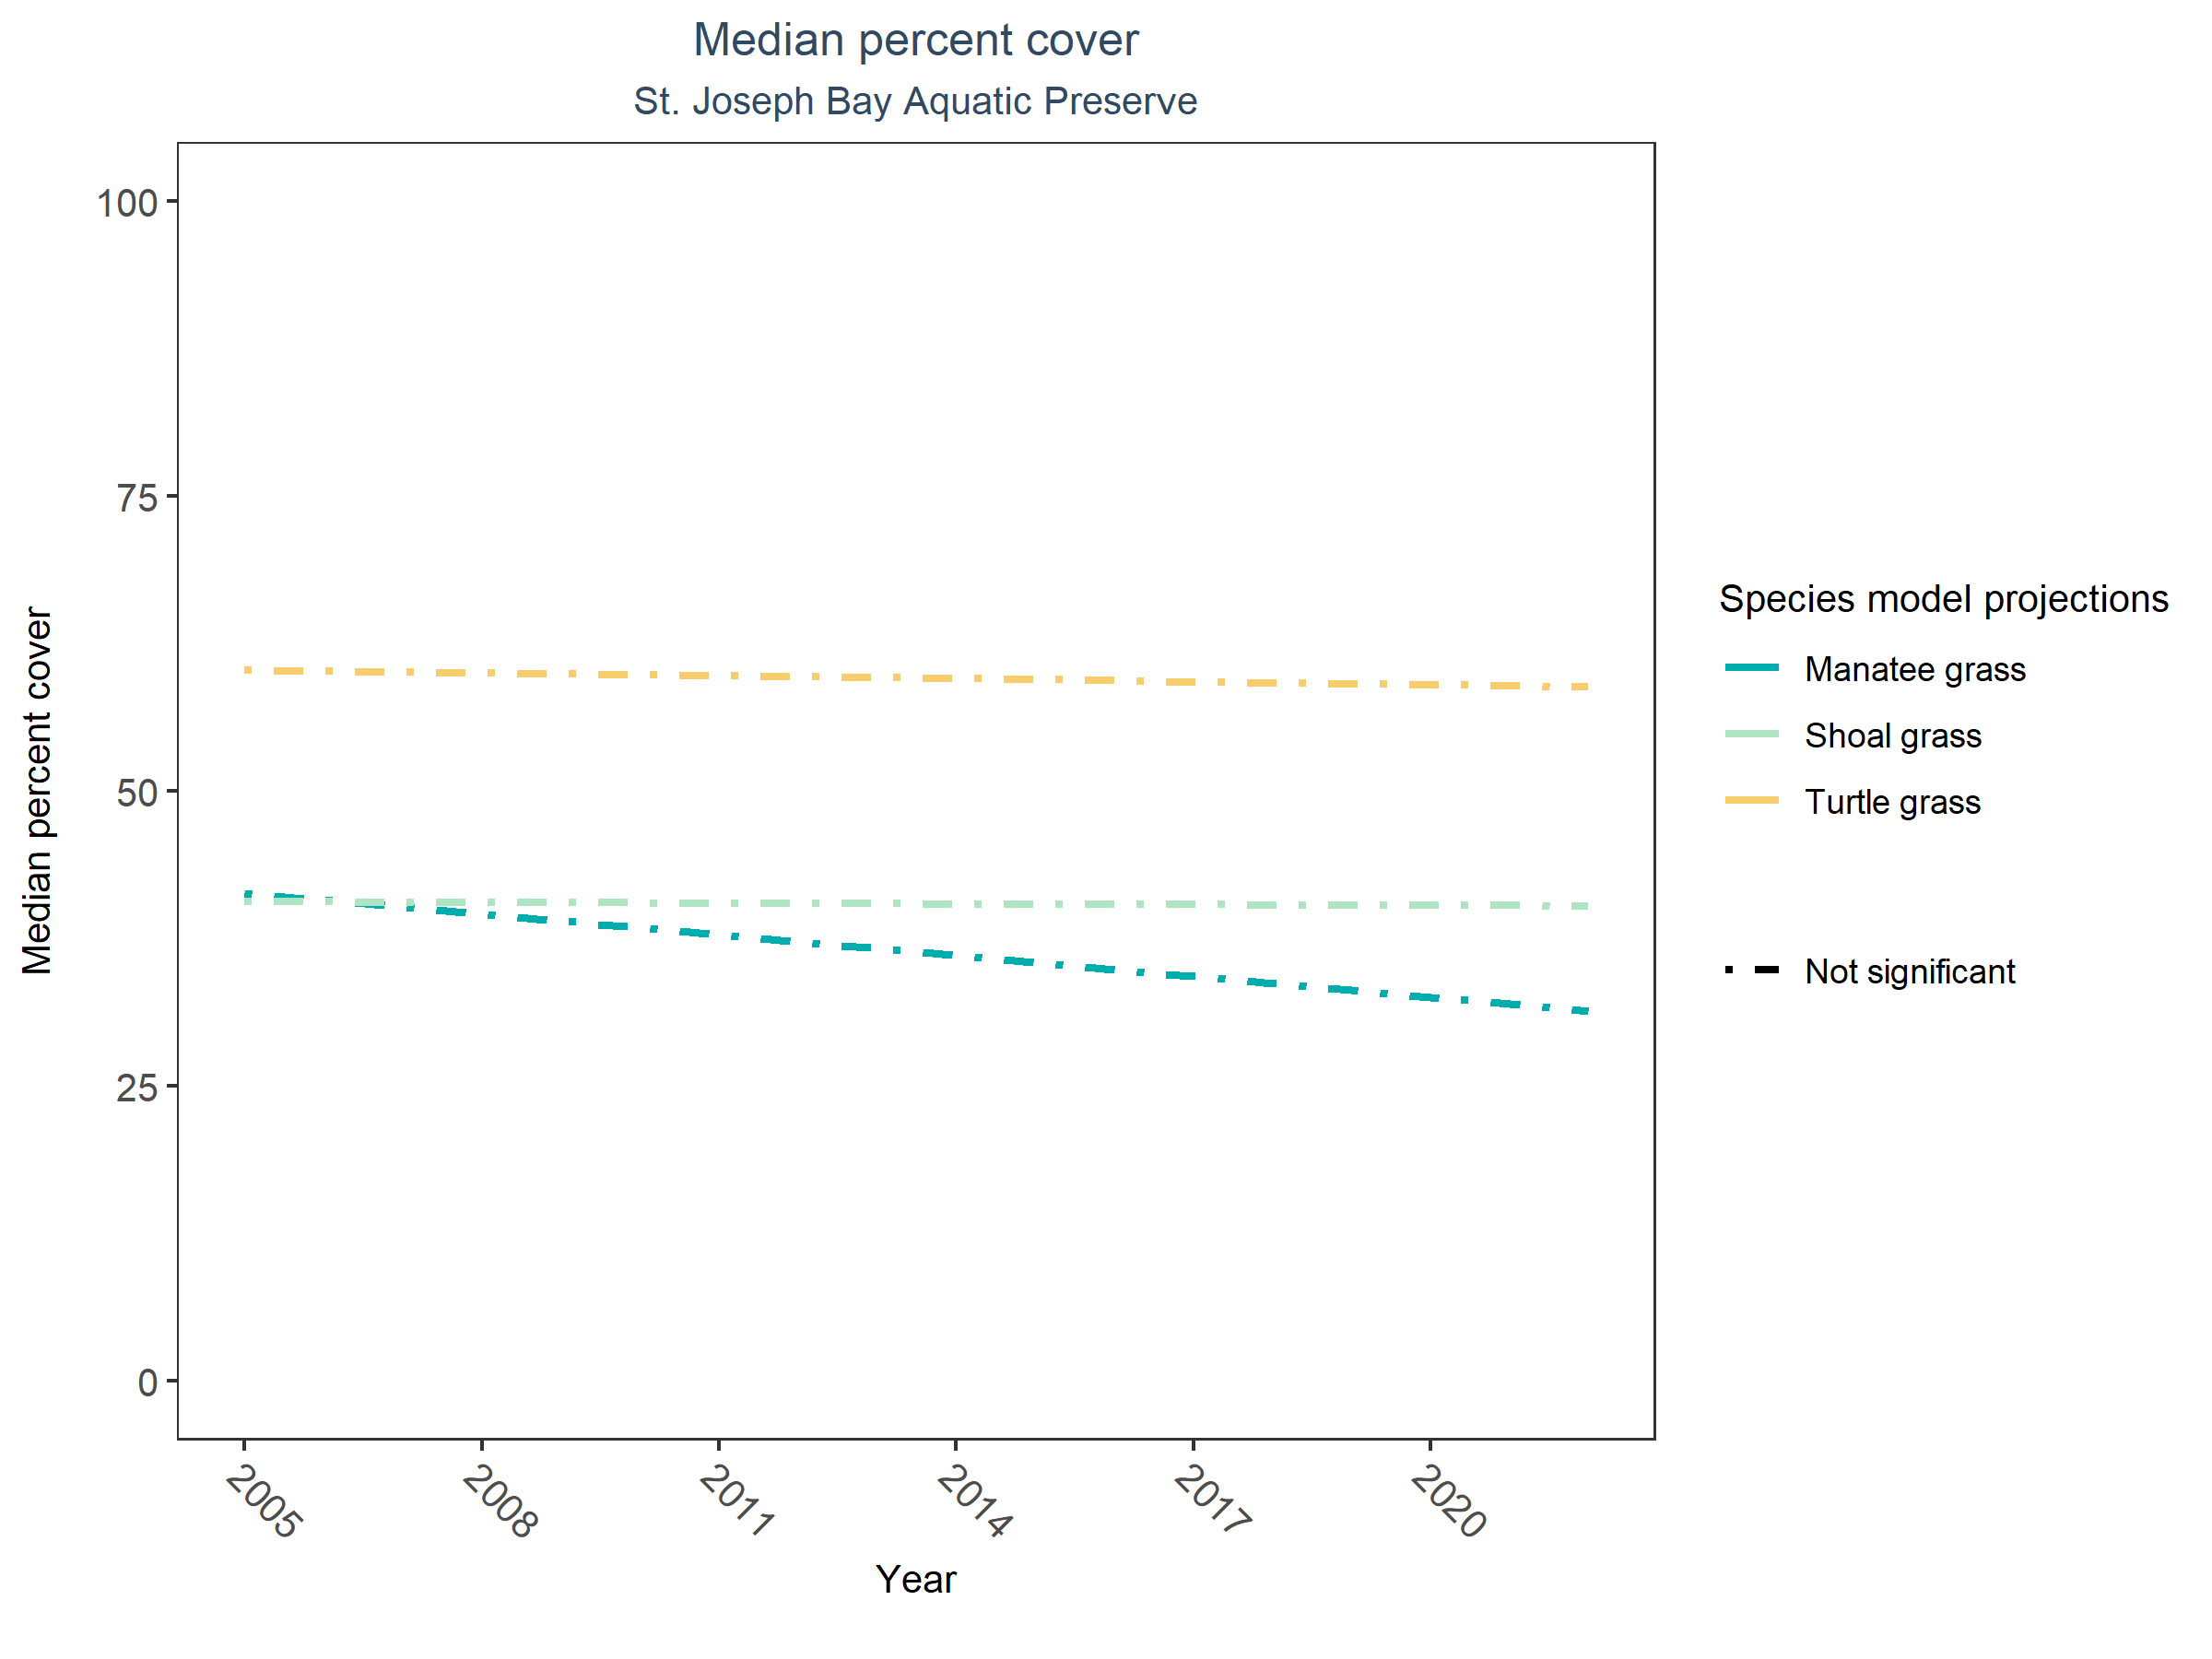 Median percent cover
St. Joseph Bay Aquatic Preserve
Median percent cover
100
75
50
25
0
2005
2008
2011
2014
2017
2020
Year
Species model projections
Manatee grass
Shoal grass
Turtle grass
Not significant